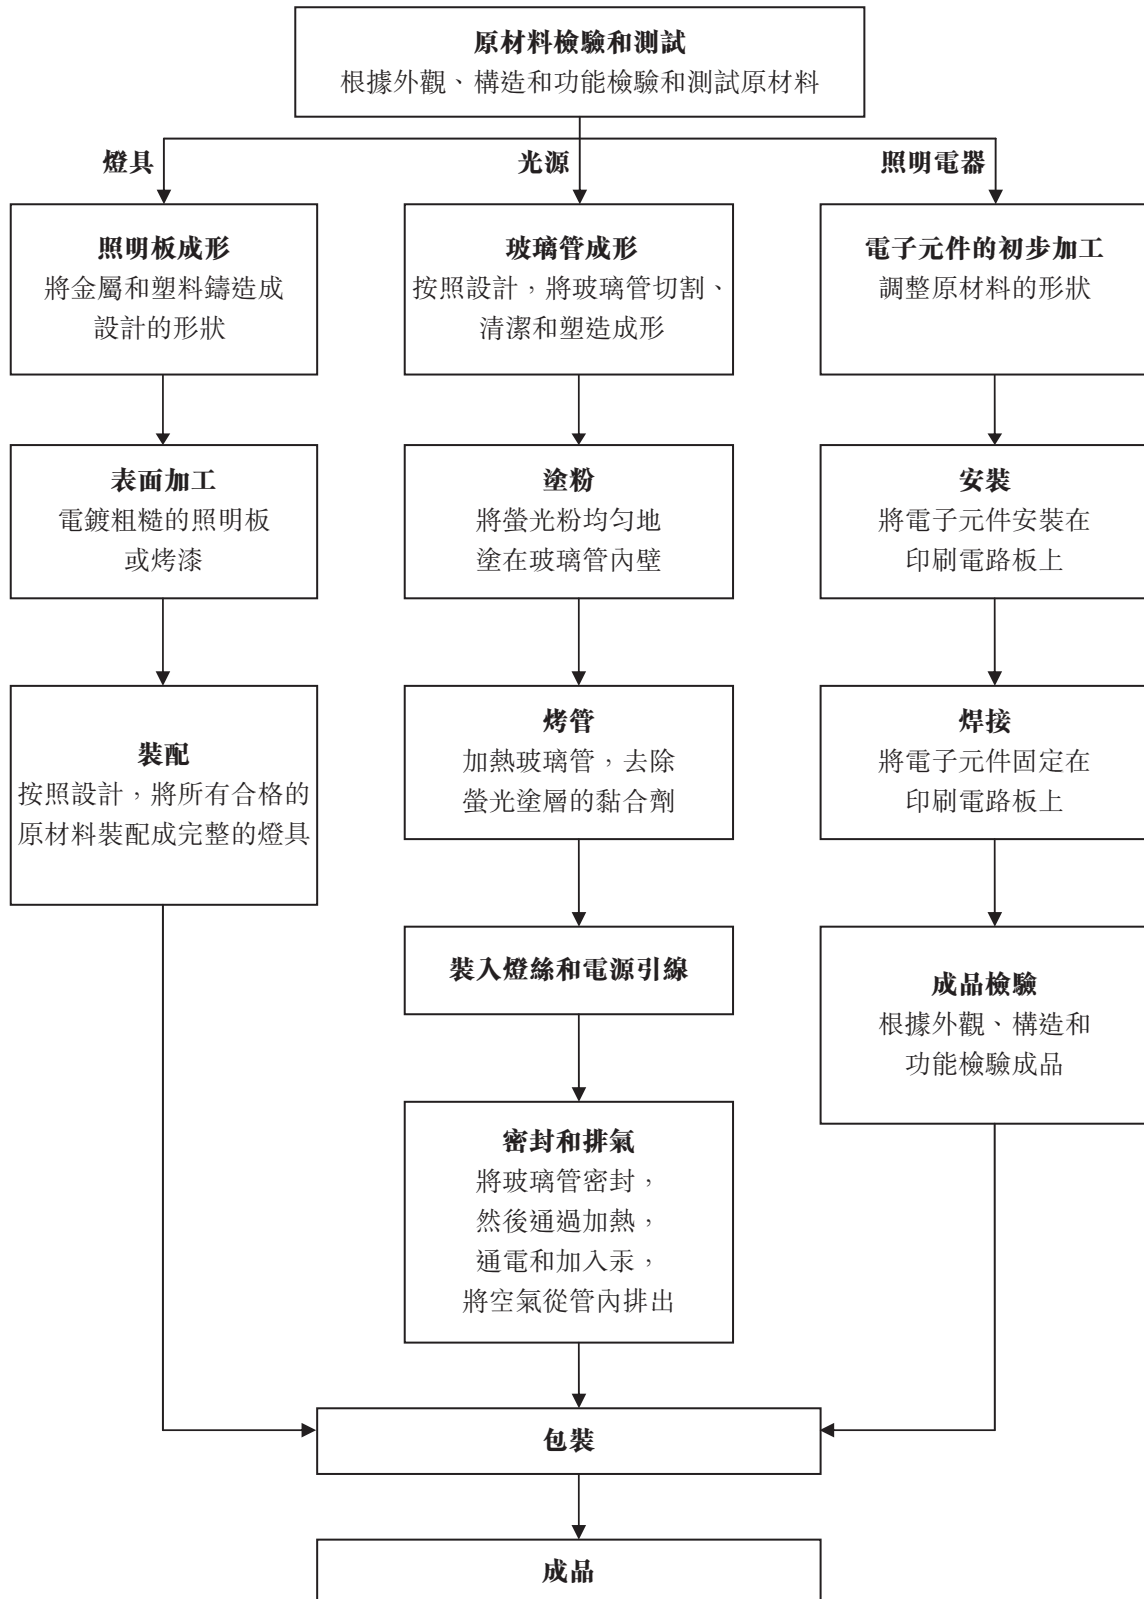 原材料檢驗和測試
根據外觀、構造和功能檢驗和測試原材料
燈具
光源
照明電器
照明板成形
將金屬和塑料鑄造成
設計的形狀
玻璃管成形
按照設計，將玻璃管切割、
清潔和塑造成形
電子元件的初步加工
調整原材料的形狀
表面加工
電鍍粗糙的照明板
或烤漆
塗粉
將螢光粉均勻地
塗在玻璃管內壁
安裝
將電子元件安裝在
印刷電路板上
裝配
按照設計，將所有合格的
原材料裝配成完整的燈具
烤管
加熱玻璃管，去除
螢光塗層的黏合劑
焊接
將電子元件固定在
印刷電路板上
裝入燈絲和電源引線
成品檢驗
根據外觀、構造和
功能檢驗成品
密封和排氣
將玻璃管密封，
然後通過加熱，
通電和加入汞，
將空氣從管內排出
包裝
成品